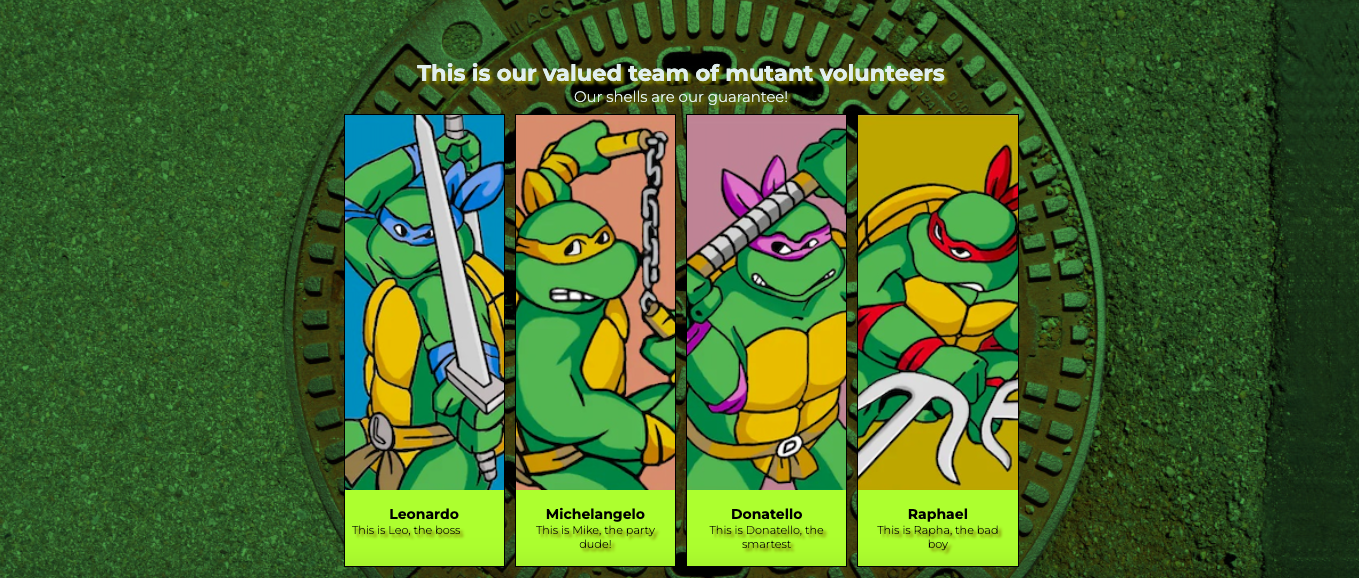 This is our valued team of mutant volunteers
Our shells are our guarantee!
L
D
Leonardo
This is Leo, the boss
Michelangelo
This is Mike, the party
dude!
Donatello
This is Donatello, the
smartest
Raphael
This is Rapha, the bad
boy